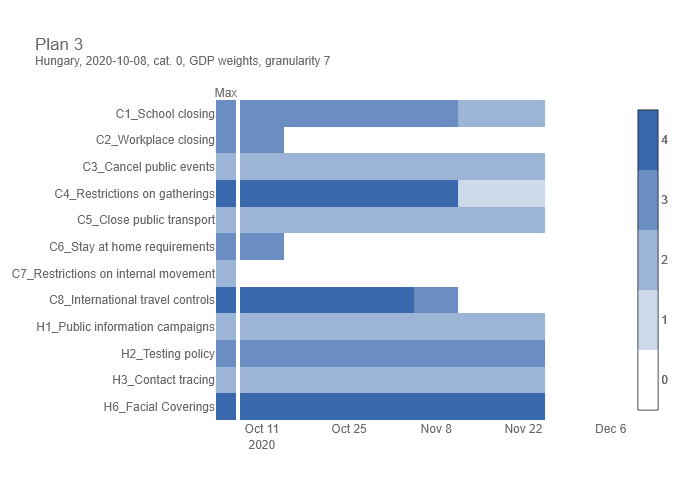 Plan 3
Hungary, 2020-10-08, cat. 0, GDP weights, granularity 7
Max
C1_School closing
C2_Workplace closing
C3_Cancel public events
C4_Restrictions on gatherings
C5_Close public transport
C6_Stay at home requirements
C7_Restrictions on internal movement
C8_International travel controls
H1_Public information campaigns
H2_Testing policy
H3_Contact tracing
H6_Facial Coverings
Oct 11 Oct 25 Nov 8 Nov 22 Dec 6
2020
4
3
2
1
0